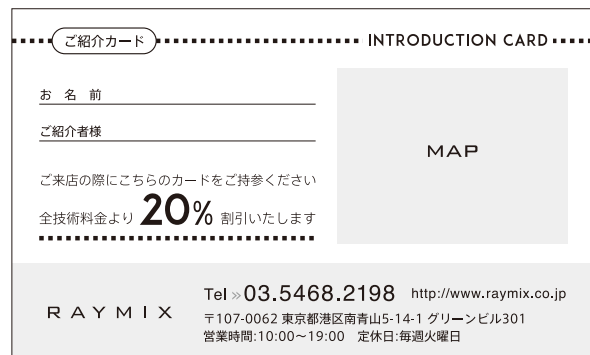 ご紹介カード
INTRODUCTION CARD
お 名 前
ご紹介者様
MAP
ご来店の際にこちらのカードをご持参ください
全技術料金より 20% 割引いたします
RAYMIX
Tel » 03.5468.2198 http://www.raymix.co.jp
〒107-0062 東京都港区南青山5-14-1 グリーンビル301
営業時間:10:00〜19:00 定休日:毎週火曜日